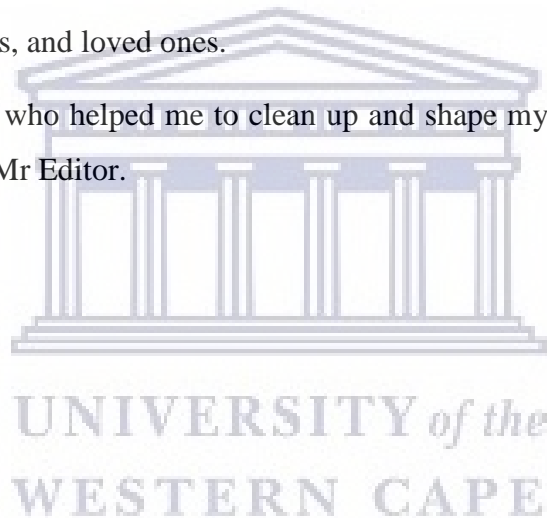 s, and loved ones.
who helped me to clean up and shape my
Mr Editor.
UNIVERSITY of the
WESTERN CAPE